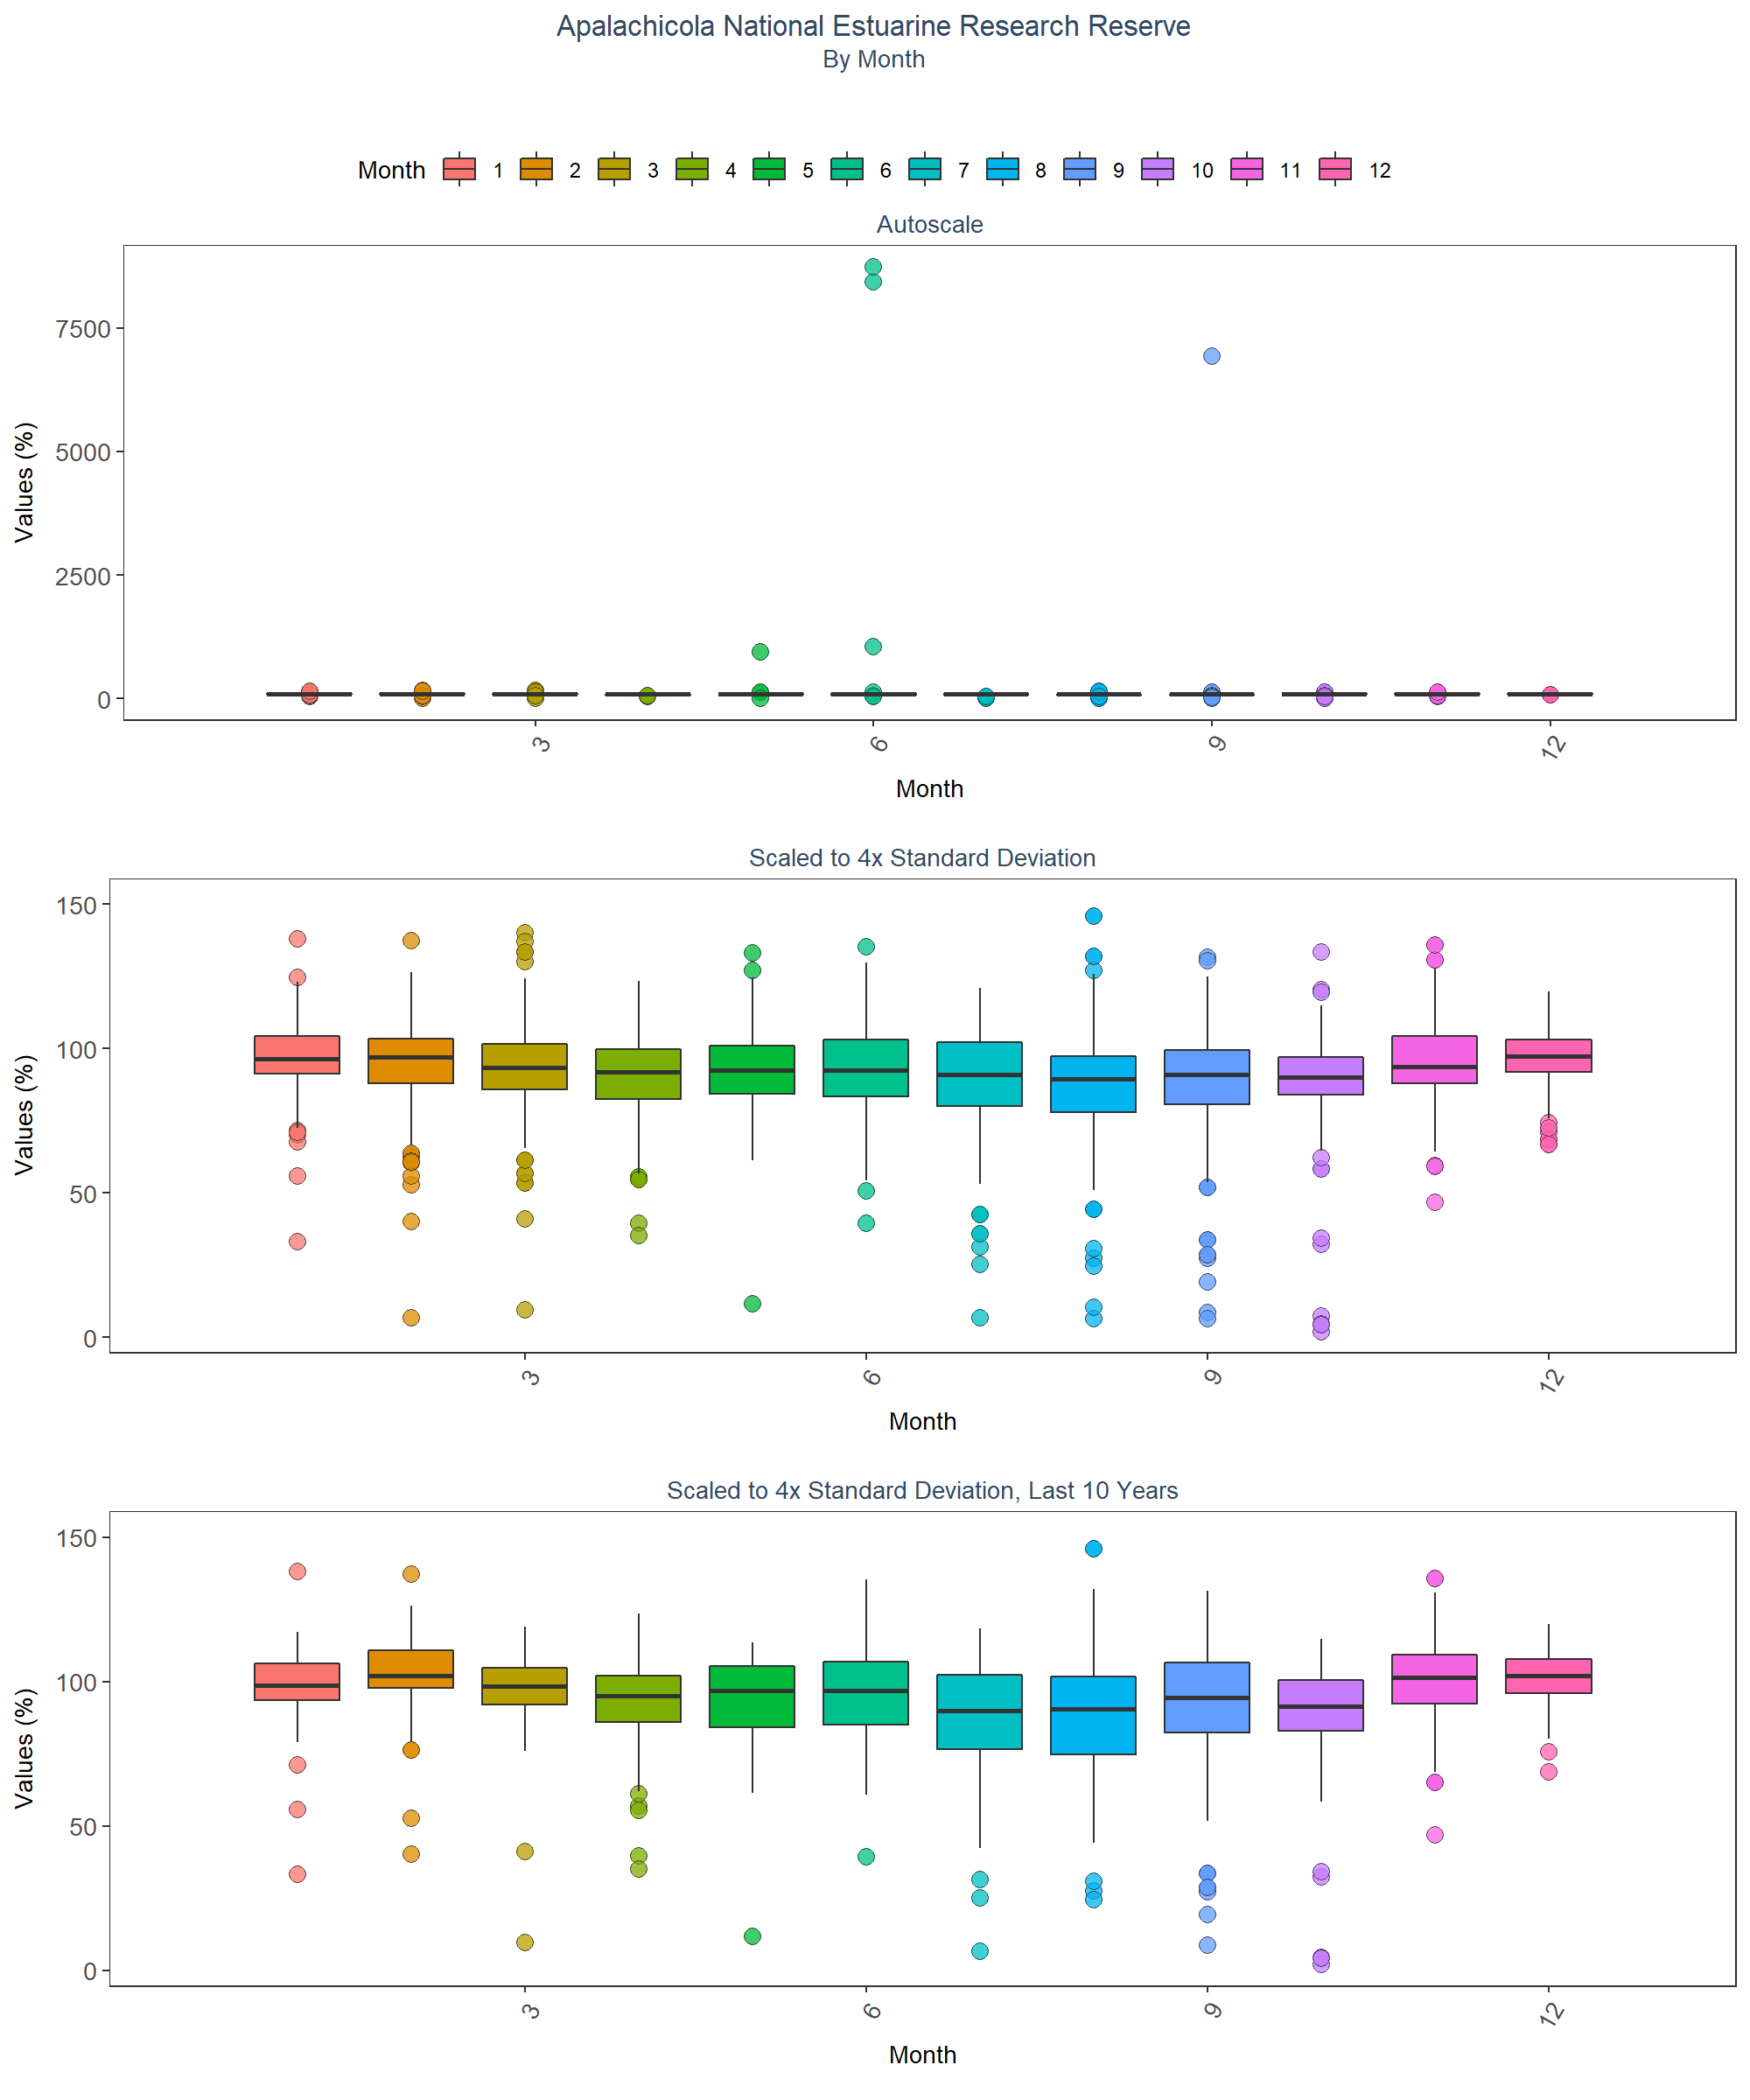 Apalachicola National Estuarine Research Reserve
By Month
Month 1 2 3 4 5 6 7 8 9 10 11 12
Autoscale
Values (%)
7500
5000
2500
0
3 6 9 12
Month
Scaled to 4x Standard Deviation
Values (%)
150
100
50
0
3 6 9 12
Month
Scaled to 4x Standard Deviation, Last 10 Years
Values (%)
150
100
50
0
3 6 9 12
Month